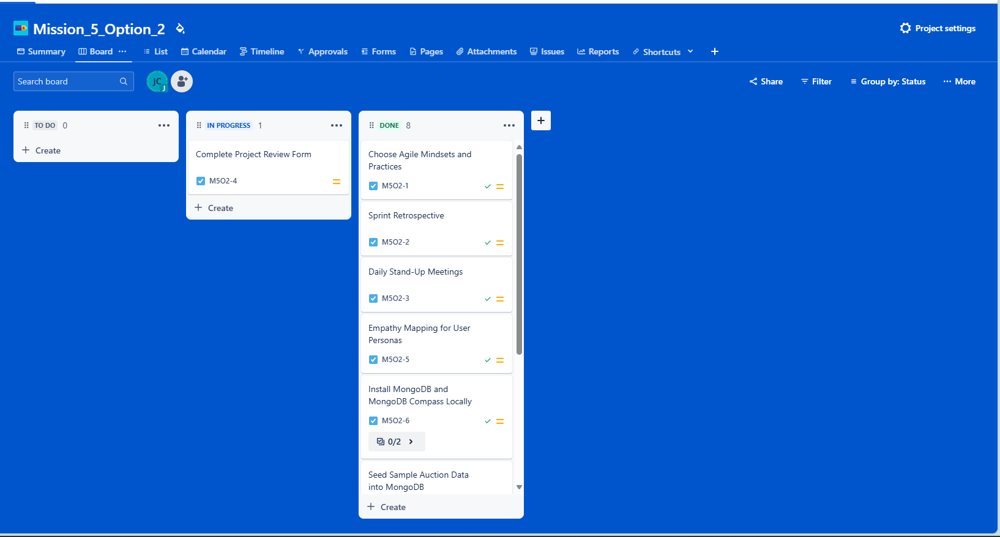 Mission_5_Option_2
Project settings
Summary
Board
List
Calendar
Timeline
Approvals
Forms
Pages
Attachments
Issues
Reports
Shortcuts
Search board
JC
J
Share
Filter
Group by: Status
More
TO DO 0
Create
IN PROGRESS 1
Complete Project Review Form
M5O2-4
Create
DONE 8
Choose Agile Mindsets and
Practices
M5O2-1
Sprint Retrospective
M5O2-2
Daily Stand-Up Meetings
M5O2-3
Empathy Mapping for User
Personas
M5O2-5
Install MongoDB and
MongoDB Compass Locally
M5O2-6
0/2
Seed Sample Auction Data
into MongoDB
Create